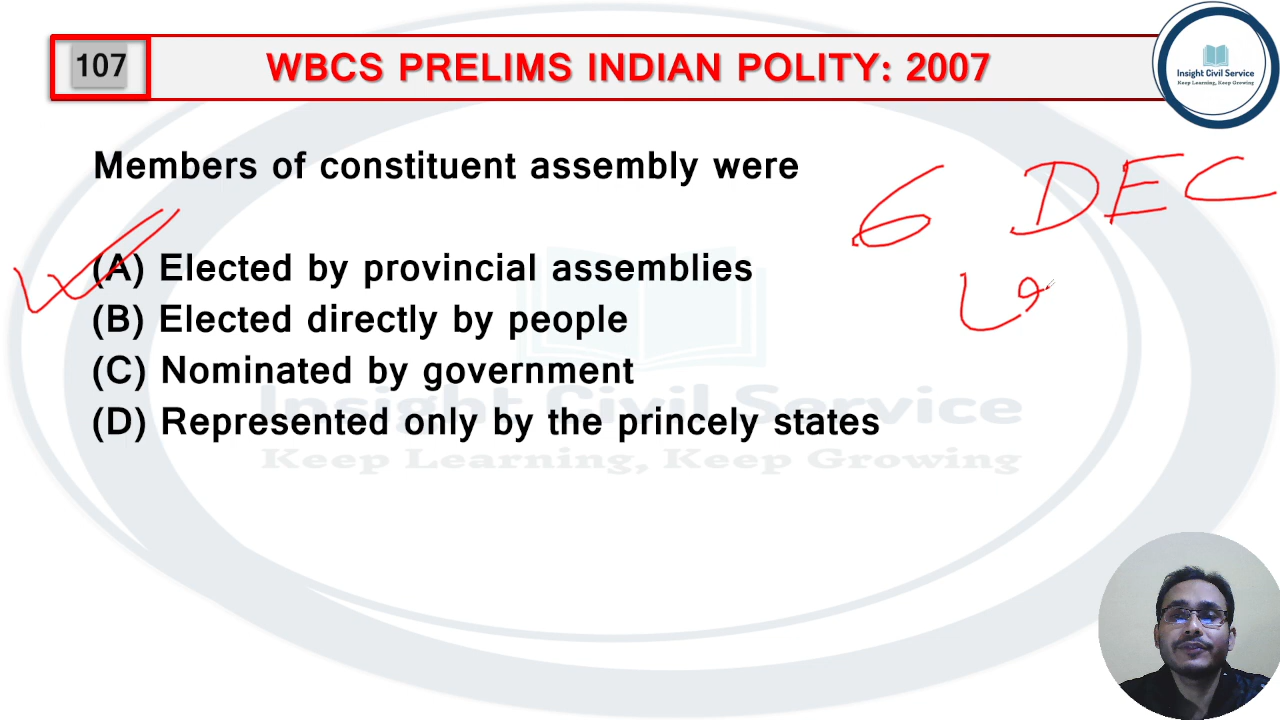 107
WBCS PRELIMS INDIAN POLITY: 2007
Insight Civil Service
Keep Learning, Keep Growing
Members of constituent assembly were
6 DEC
(A) Elected by provincial assemblies
(B) Elected directly by people
(C) Nominated by government
(D) Represented only by the princely states
Insight Civil Service
Keep Learning, Keep Growing